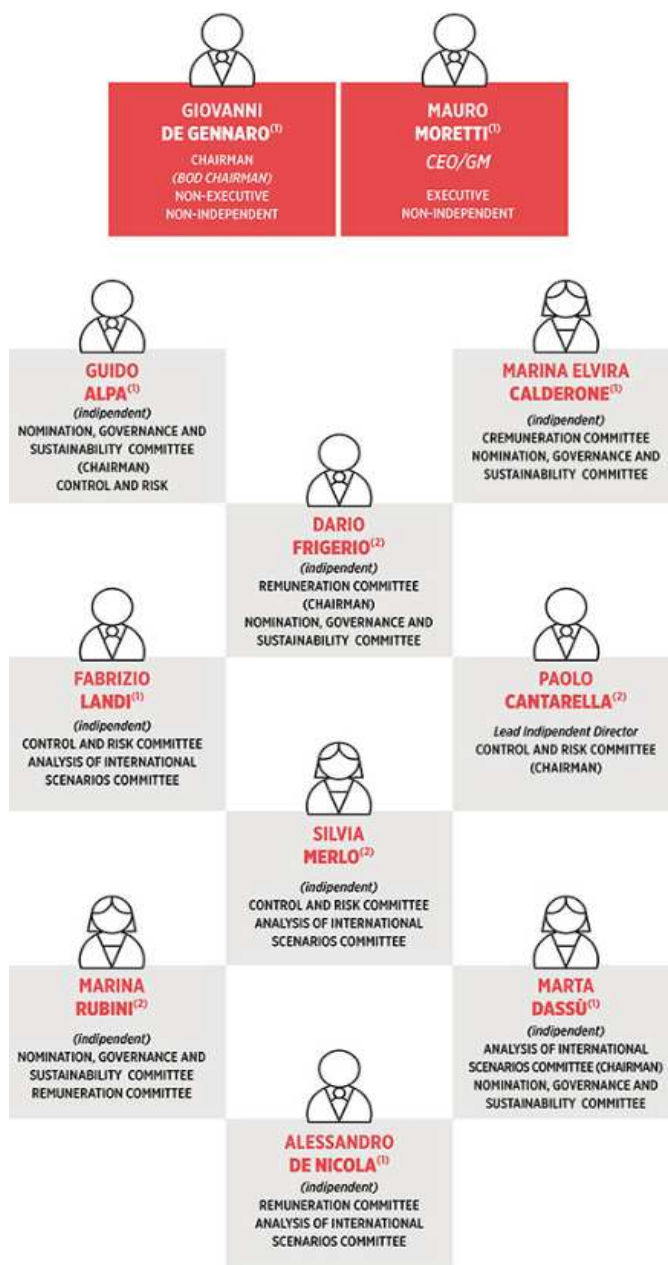 GIOVANNI
DE GENNARO(1)
CHAIRMAN
(BOD CHAIRMAN)
NON-EXECUTIVE
NON-INDEPENDENT
MAURO
MORETTI(1)
CEO/GM
EXECUTIVE
NON-INDEPENDENT
GUIDO
ALPA(1)
(indipendent)
NOMINATION, GOVERNANCE AND
SUSTAINABILITY COMMITTEE
(CHAIRMAN)
CONTROL AND RISK
MARINA ELVIRA
CALDERONE(1)
(indipendent)
CREMUNERATION COMMITTEE
NOMINATION, GOVERNANCE AND
SUSTAINABILITY COMMITTEE
DARIO
FRIGERIO(2)
(indipendent)
REMUNERATION COMMITTEE
(CHAIRMAN)
NOMINATION, GOVERNANCE AND
SUSTAINABILITY COMMITTEE
FABRIZIO
LANDI(1)
(indipendent)
CONTROL AND RISK COMMITTEE
ANALYSIS OF INTERNATIONAL
SCENARIOS COMMITTEE
PAOLO
CANTARELLA(2)
Lead Indipendent Director
CONTROL AND RISK COMMITTEE
(CHAIRMAN)
SILVIA
MERLO(2)
(indipendent)
CONTROL AND RISK COMMITTEE
ANALYSIS OF INTERNATIONAL
SCENARIOS COMMITTEE
MARINA
RUBINI(2)
(indipendent)
NOMINATION, GOVERNANCE AND
SUSTAINABILITY COMMITTEE
REMUNERATION COMMITTEE
MARTA
DASSÙ(1)
(indipendent)
ANALYSIS OF INTERNATIONAL
SCENARIOS COMMITTEE (CHAIRMAN)
NOMINATION, GOVERNANCE AND
SUSTAINABILITY COMMITTEE
ALESSANDRO
DE NICOLA(1)
(indipendent)
REMUNERATION COMMITTEE
ANALYSIS OF INTERNATIONAL
SCENARIOS COMMITTEE